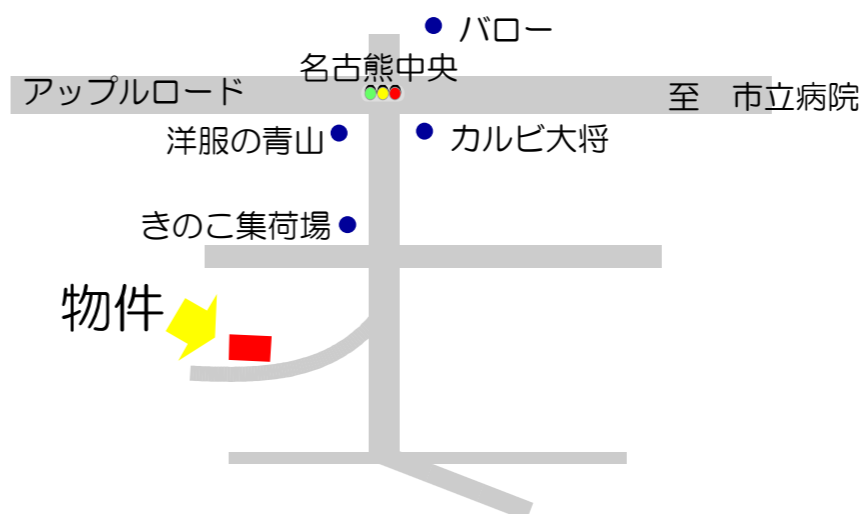 バロー
名古熊中央
アップルロード
至　市立病院
洋服の青山
カルビ大将
きのこ集荷場
物件